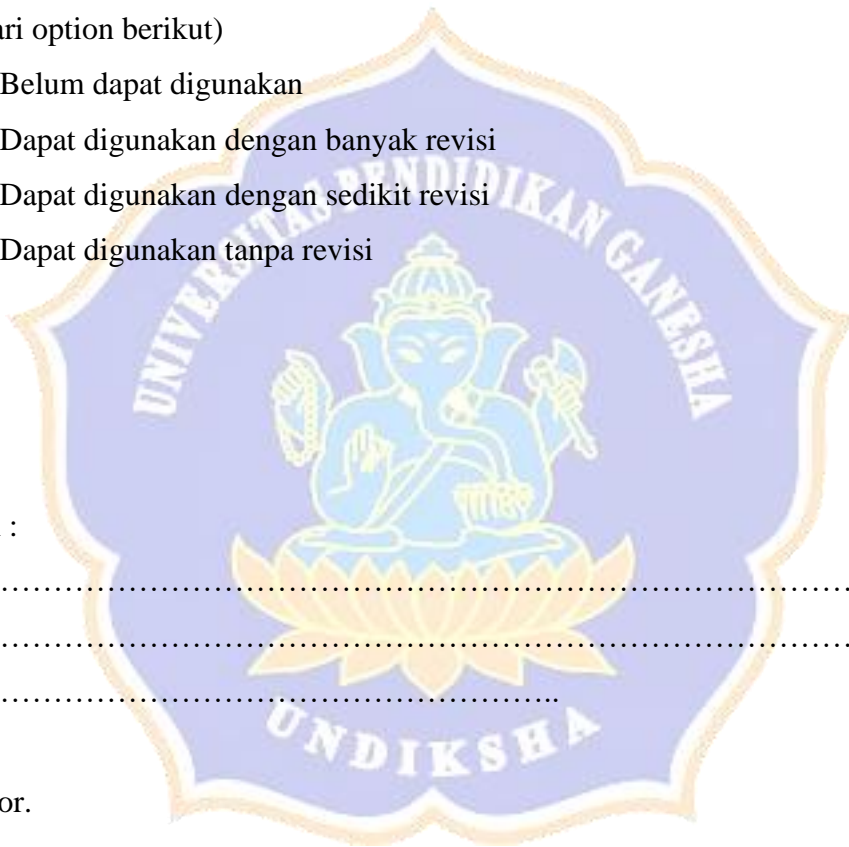 ari option berikut)
Belum dapat digunakan
Dapat digunakan dengan banyak revisi
Dapat digunakan dengan sedikit revisi
Dapat digunakan tanpa revisi
UNIVERSITAS PENDIDIKAN GANESHA
:
……………………………………………………………………
……………………………………………………………………
…………………………………………..
UNDIKSHA
or.